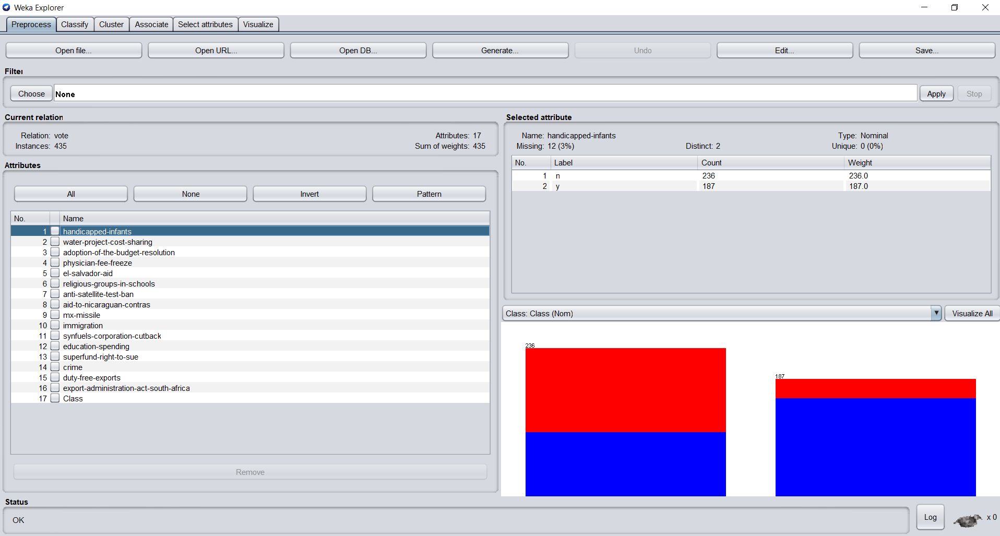 Weka Explorer
Preprocess Classify Cluster Associate Select attributes Visualize
Open file... Open URL... Open DB... Generate... Undo Edit... Save...
Filter
Choose None Apply Stop
Current relation
Relation: vote Attributes: 17
Instances: 435 Sum of weights: 435
Attributes
All None Invert Pattern
No. Name
1 handicapped-infants
2 water-project-cost-sharing
3 adoption-of-the-budget-resolution
4 physician-fee-freeze
5 el-salvador-aid
6 religious-groups-in-schools
7 anti-satellite-test-ban
8 aid-to-nicaraguan-contras
9 mx-missile
10 immigration
11 synfuels-corporation-cutback
12 education-spending
13 superfund-right-to-sue
14 crime
15 duty-free-exports
16 export-administration-act-south-africa
17 Class
Remove
Selected attribute
Name: handicapped-infants Type: Nominal
Missing: 12 (3%) Distinct: 2 Unique: 0 (0%)
No. Label Count Weight
1 n 236 236.0
2 y 187 187.0
Class: Class (Nom) Visualize All
236
187
Status
OK
Log x 0